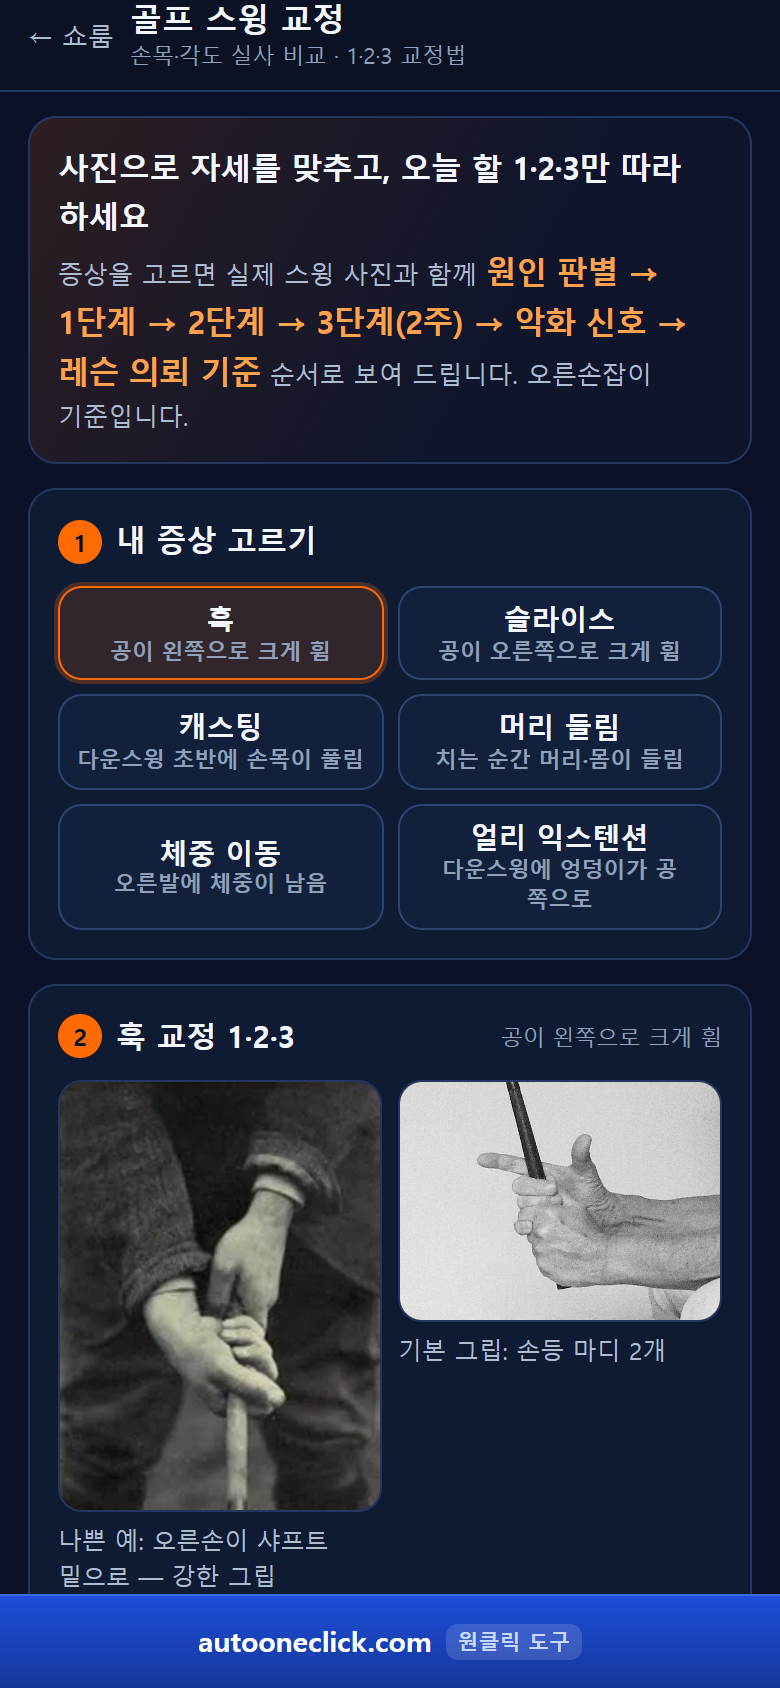 ← 쇼룸
골프 스윙 교정
손목·각도 실사 비교 · 1·2·3 교정법
사진으로 자세를 맞추고, 오늘 할 1·2·3만 따라
하세요
증상을 고르면 실제 스윙 사진과 함께 원인 판별 →
1단계 → 2단계 → 3단계(2주) → 악화 신호 →
레슨 의뢰 기준 순서로 보여 드립니다. 오른손잡이
기준입니다.
1 내 증상 고르기
훅
공이 왼쪽으로 크게 휨
슬라이스
공이 오른쪽으로 크게 휨
캐스팅
다운스윙 초반에 손목이 풀림
머리 들림
치는 순간 머리·몸이 들림
체중 이동
오른발에 체중이 남음
얼리 익스텐션
다운스윙에 엉덩이가 공
쪽으로
2 훅 교정 1·2·3
공이 왼쪽으로 크게 휨
기본 그립: 손등 마디 2개
나쁜 예: 오른손이 샤프트
밑으로 — 강한 그립
autooneclick.com 원클릭 도구